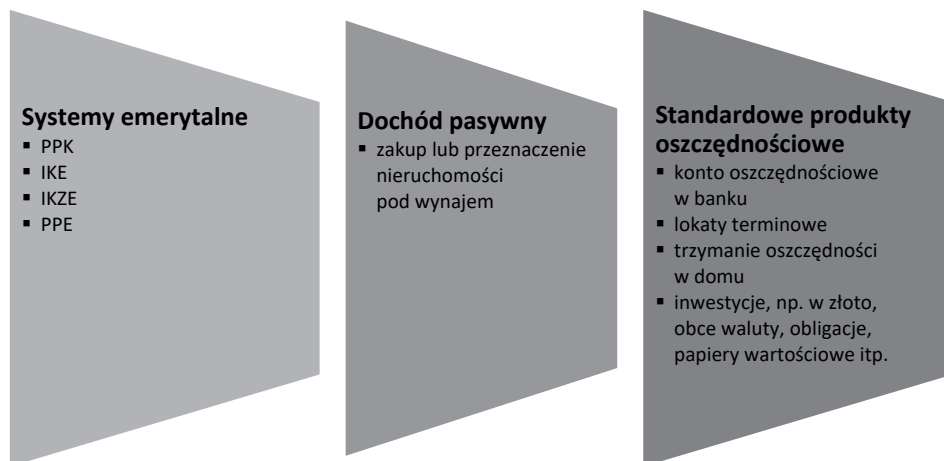 Systemy emerytalne
▪ PPK
▪ IKE
▪ IKZE
▪ PPE
Dochód pasywny
▪ zakup lub przeznaczenie
nieruchomości
pod wynajem
Standardowe produkty
oszczędnościowe
▪ konto oszczędnościowe
w banku
▪ lokaty terminowe
▪ trzymanie oszczędności
w domu
▪ inwestycje, np. w złoto,
obce waluty, obligacje,
papiery wartościowe itp.